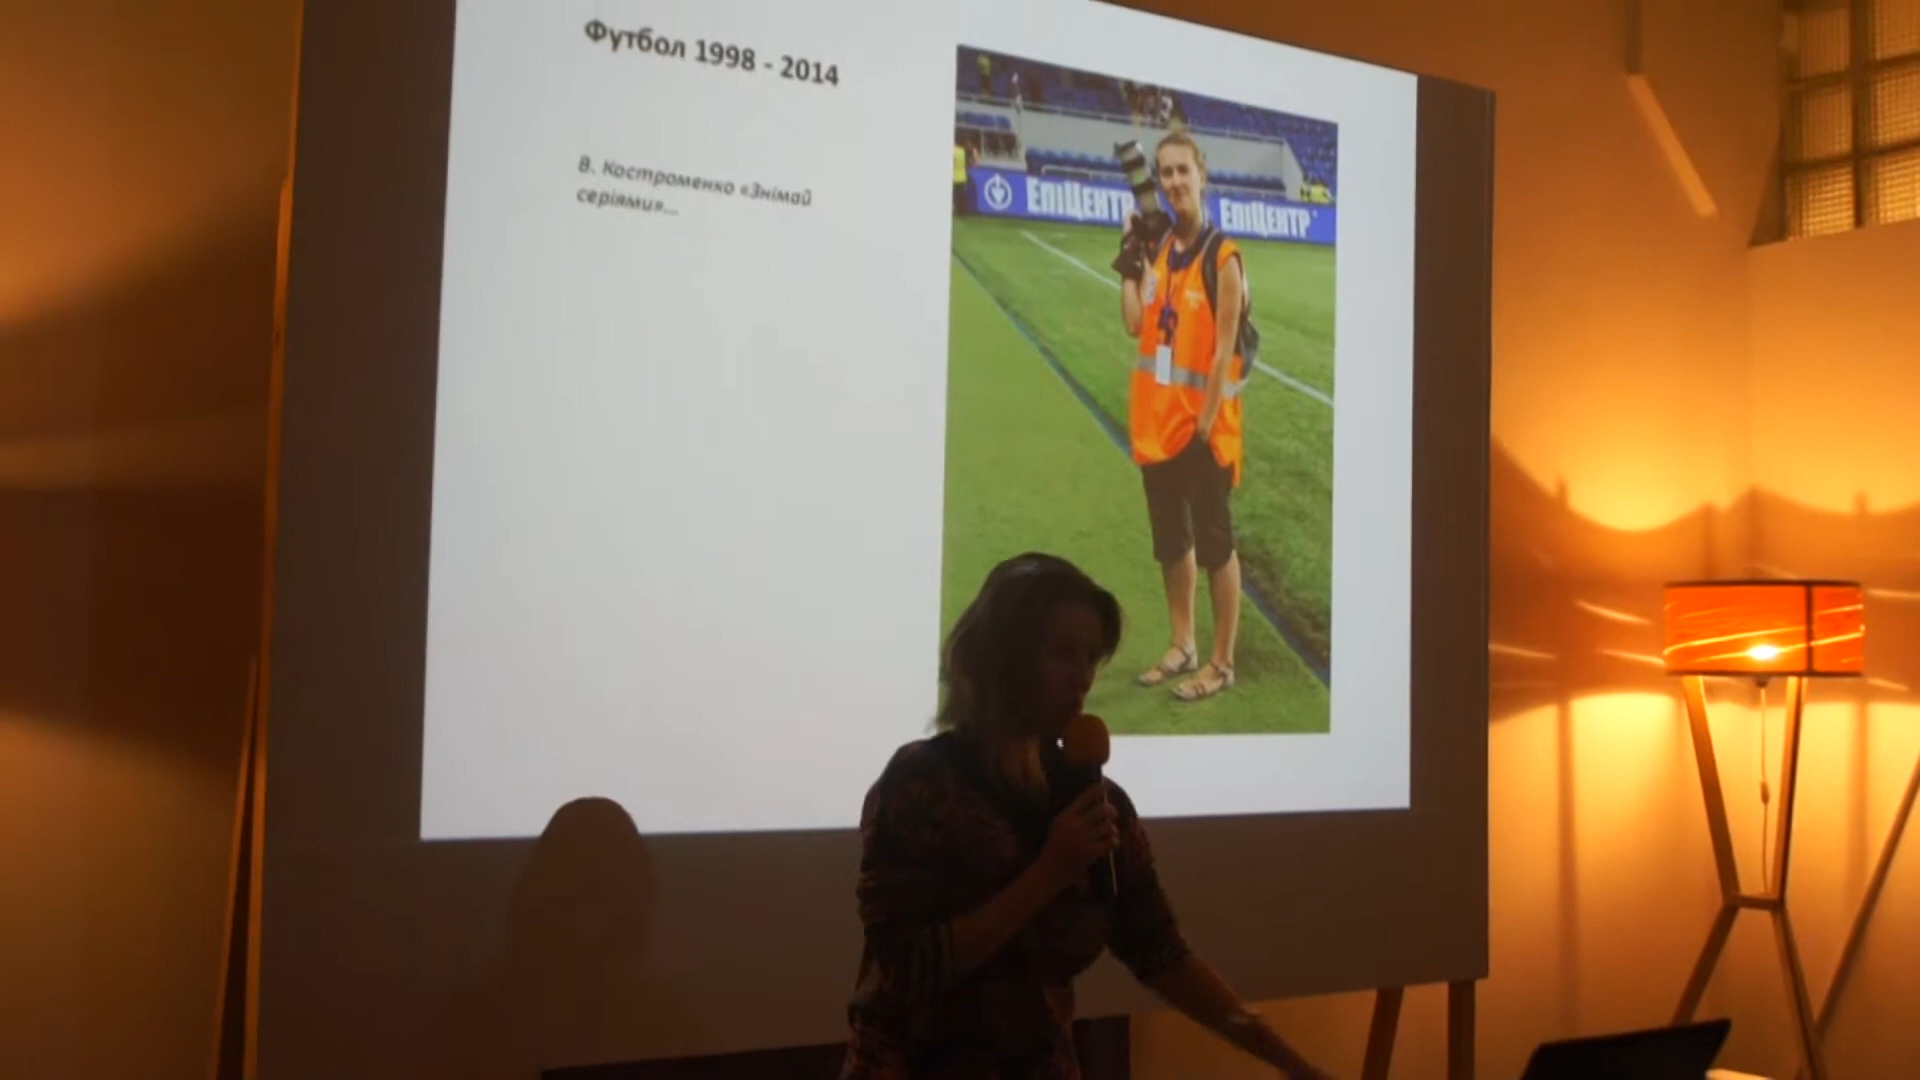 Футбол 1998 - 2014
В. Костроменко «Знімай
серіями»...
ЕПІЦЕНТР
ЕПІЦЕНТР